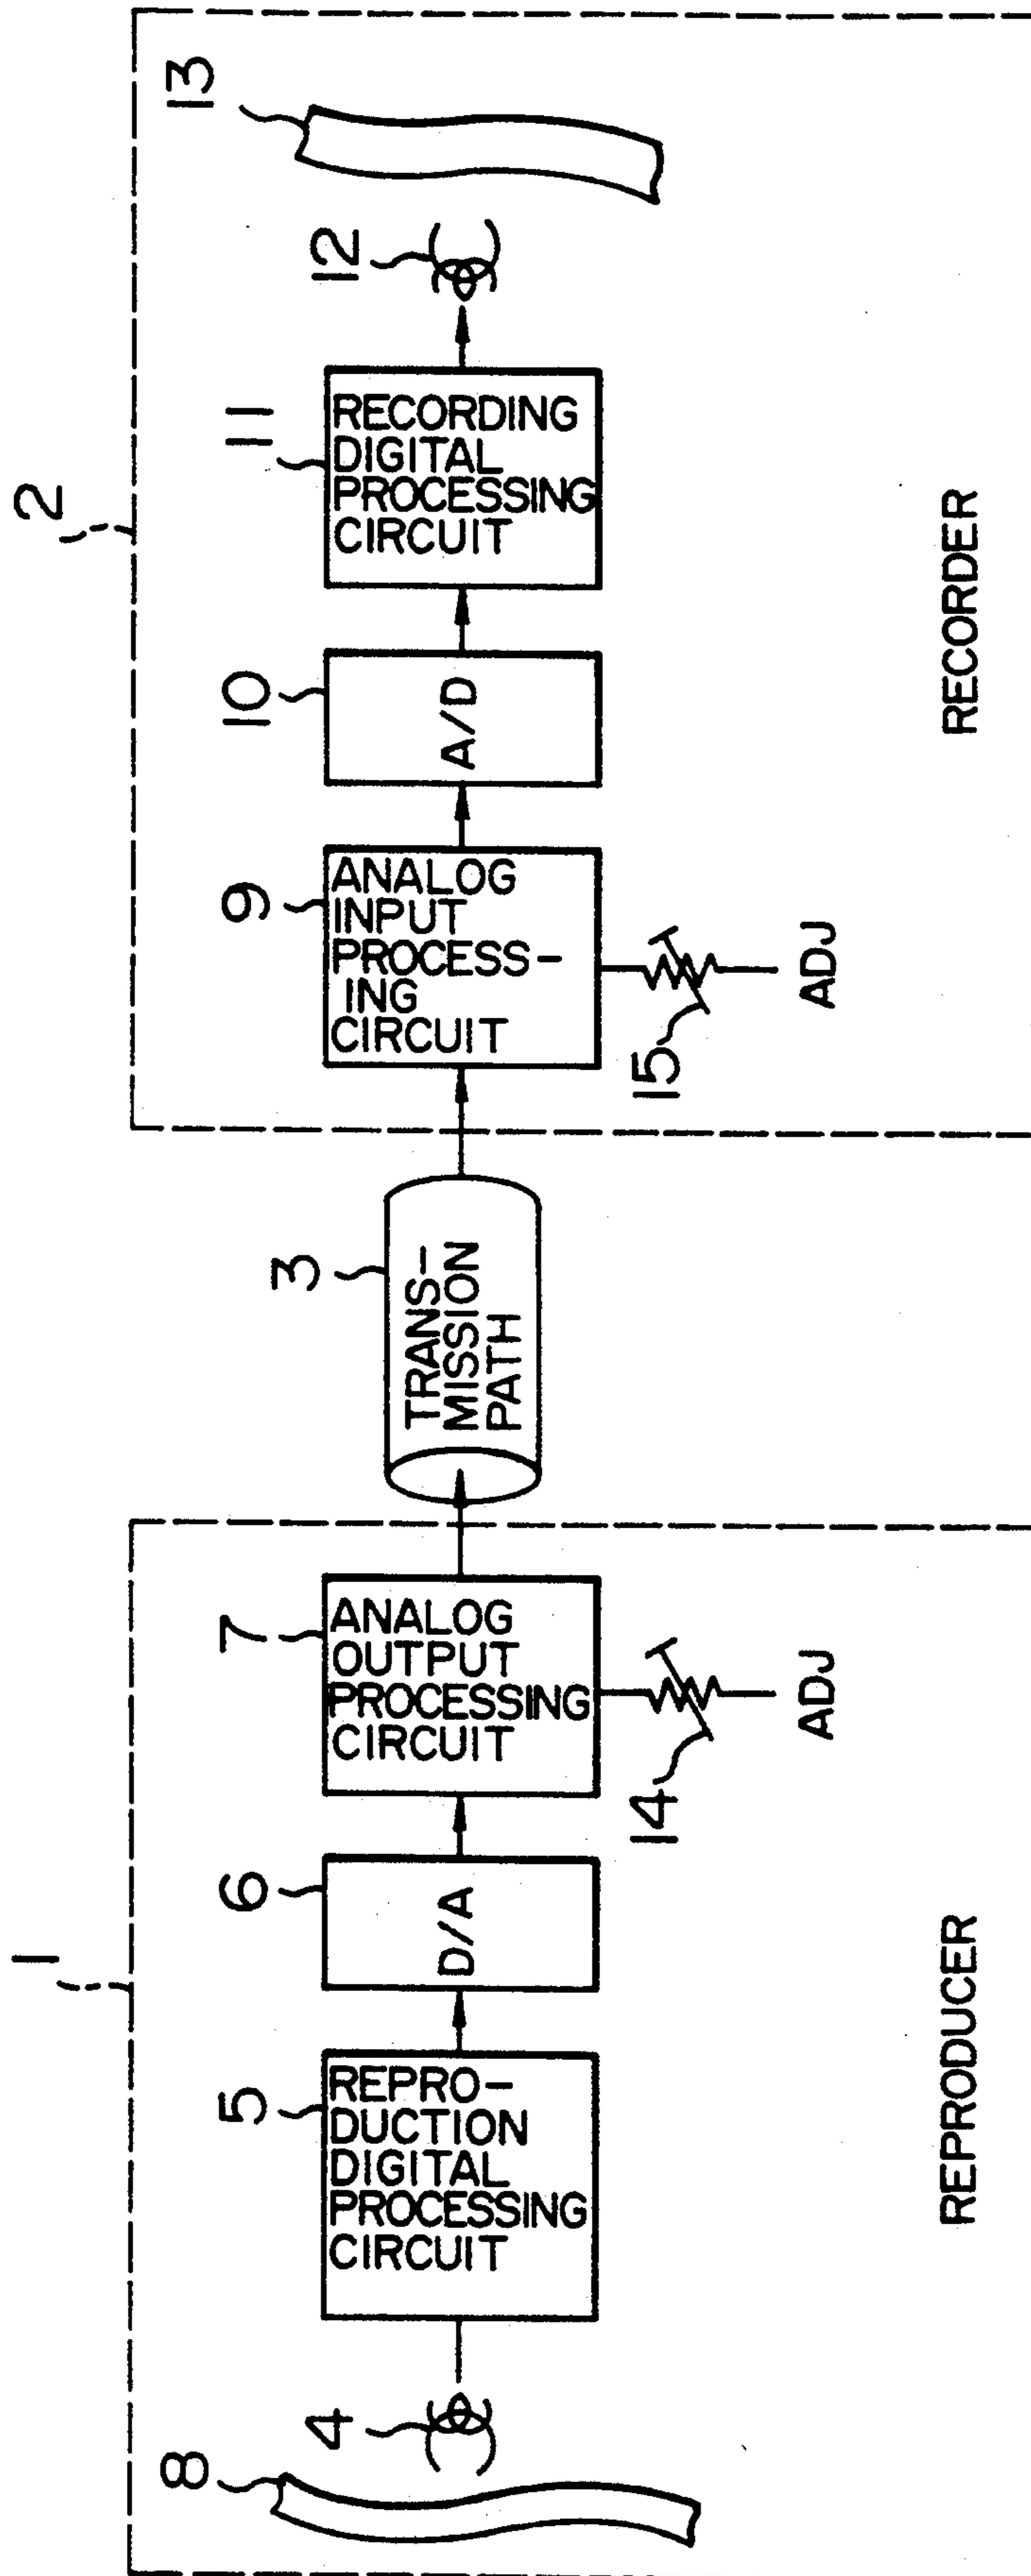 1
2
8
4
5
REPRO-
DUCTION
DIGITAL
PROCESSING
CIRCUIT
6
D/A
7
ANALOG
OUTPUT
PROCESSING
CIRCUIT
14
ADJ
REPRODUCER
3
TRANS-
MISSION
PATH
9
ANALOG
INPUT
PROCESS-
ING
CIRCUIT
15
ADJ
10
A/D
11
RECORDING
DIGITAL
PROCESSING
CIRCUIT
12
13
RECORDER